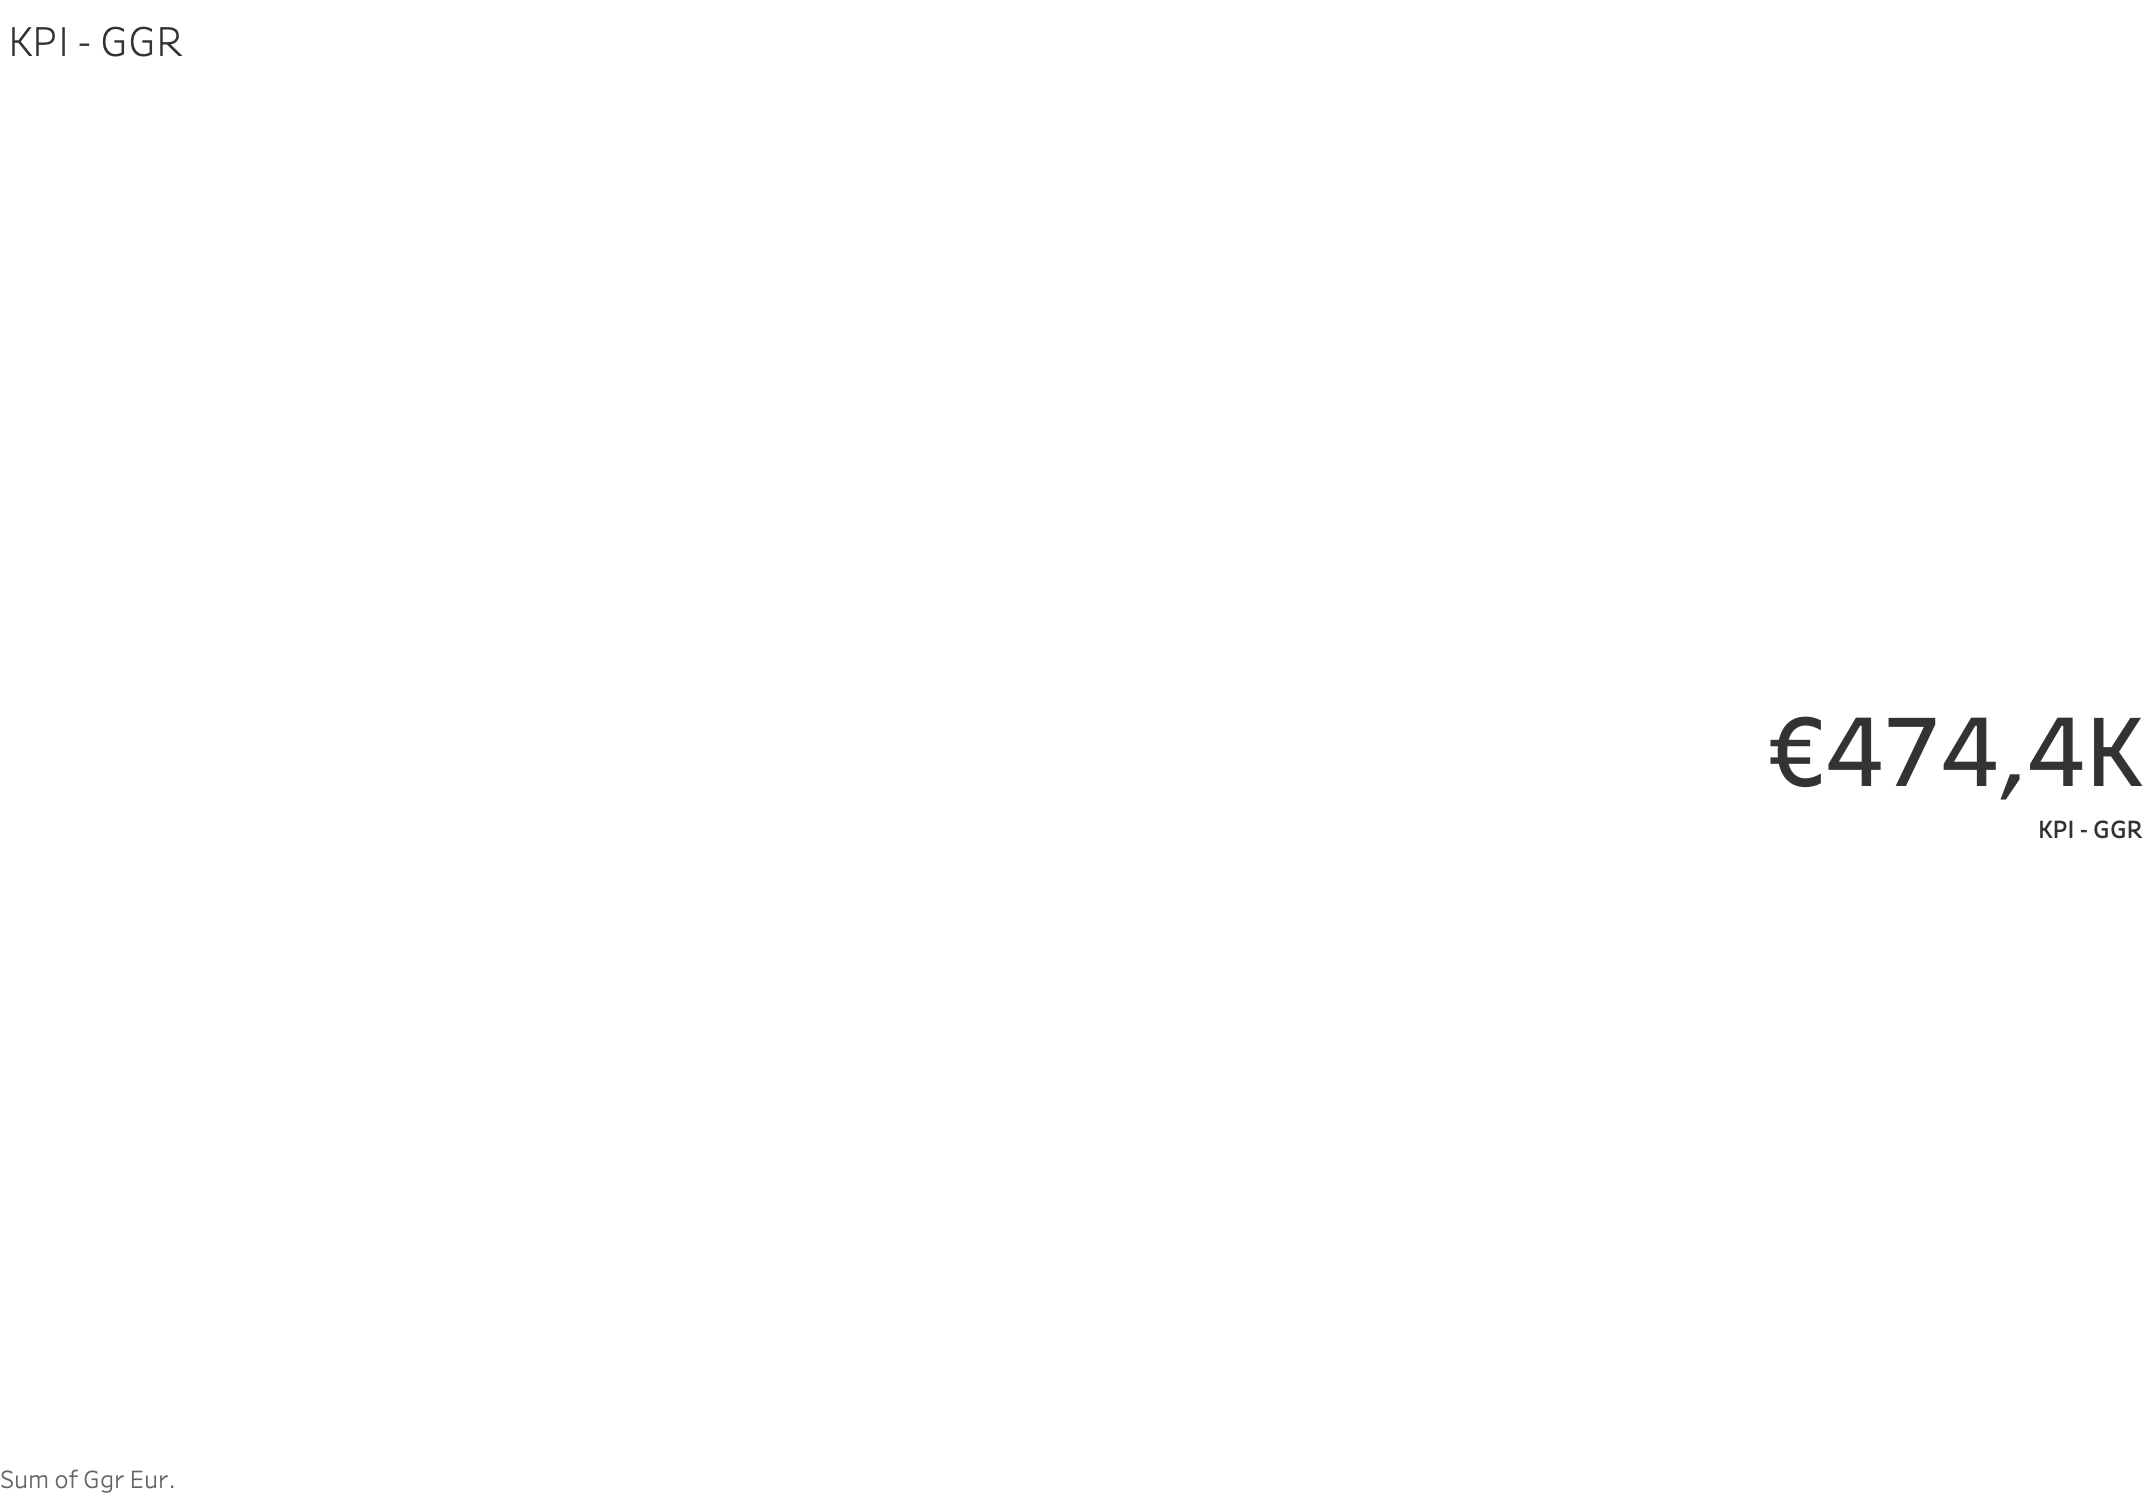 KPI - GGR
€474,4K
KPI - GGR
Sum of Ggr Eur.